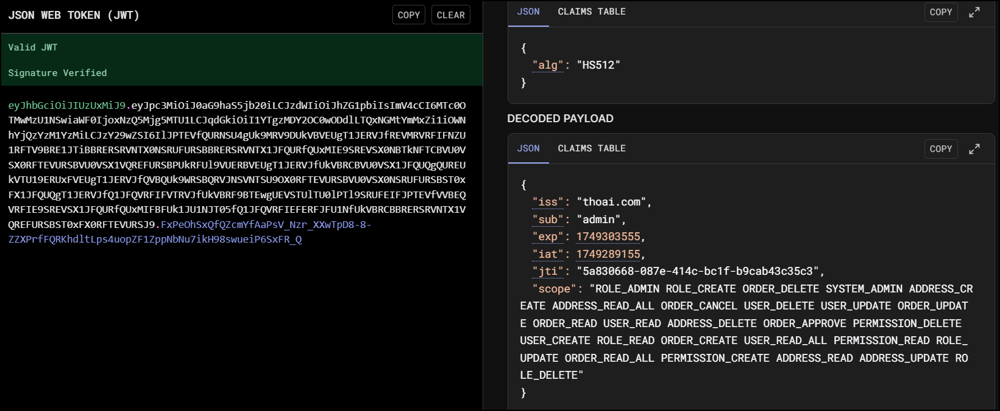 JSON WEB TOKEN (JWT)
COPY
CLEAR
Valid JWT
Signature Verified
eyJhbGciOiJIUzUxMiJ9.eyJpc3MiOiJ0aG9haS5jb20iLCJzdWIiOiJhZG1pbiIsImV4cCI6MTc0O
TMwMzU1NSwiaWF0IjoxNzQ5Mjg5MTU1LCJqdGkiOiI1YTgzMDY2OC0wODdlLTQxNGMtYmMxZi1iOWN
hYjQzYzM1YzMiLCJzY29wZSI6IlJPTEVfQURNSU4gUk9MRV9DUkVBVEUgT1JERVJfREVMRVRFIFNZU
1RFTV9BRE1JTiBBRERSRVNTX0NSRUFURSBBRERSRVNTX1JFQURfQUxMIE9SREVSX0NBTkNFTCBVU0V
SX0RFTEVURSBVU0VSX1VQREFURSBPUkRFUl9VUERBVEUgT1JERVJfUkVBRCBVU0VSX1JFQUQgQUREU
kVTU19ERUxFVEUgT1JERVJfQVBQUk9WRSBQRVJNSVNTSU9OX0RFTEVURSBVU0VSX0NSRUFURSBST0x
FX1JFQUQgT1JERVJfQ1JFQVRFIFVTRVJfUkVBRF9BTEwgUEVSTUlTU0lPTl9SRUFEIFJPTEVfVVBEQ
VRFIE9SREVSX1JFQURfQUxMIFBFUk1JU1NJT05fQ1JFQVRFIEFERFJFU1NfUkVBRCBBRERSRVNTX1V
QREFURSBST0xFX0RFTEVURSJ9.FxPeOhSxQfQZcmYfAaPsV_Nzr_XXwTpD8-8-
ZZXPrfFQRKhdltLps4uopZF1ZppNbNu7ikH98swueiP6SxFR_Q
JSON
CLAIMS TABLE
COPY
{
"alg": "HS512"
}
DECODED PAYLOAD
JSON
CLAIMS TABLE
COPY
{
"iss": "thoai.com",
"sub": "admin",
"exp": 1749303555,
"iat": 1749289155,
"jti": "5a830668-087e-414c-bc1f-b9cab43c35c3",
"scope": "ROLE_ADMIN ROLE_CREATE ORDER_DELETE SYSTEM_ADMIN ADDRESS_CR
EATE ADDRESS_READ_ALL ORDER_CANCEL USER_DELETE USER_UPDATE ORDER_UPDAT
E ORDER_READ USER_READ ADDRESS_DELETE ORDER_APPROVE PERMISSION_DELETE
USER_CREATE ROLE_READ ORDER_CREATE USER_READ_ALL PERMISSION_READ ROLE_
UPDATE ORDER_READ_ALL PERMISSION_CREATE ADDRESS_READ ADDRESS_UPDATE RO
LE_DELETE"
}